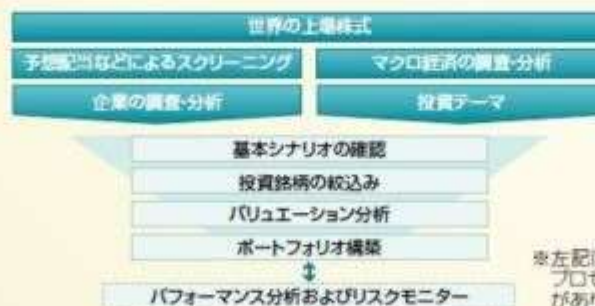 世界の上場株式
予想配当などによるスクリーニング
マクロ経済の調査・分析
企業の調査・分析
投資テーマ
基本シナリオの確認
投資銘柄の絞込み
バリュエーション分析
ポートフォリオ構築
パフォーマンス分析およびリスクモニター
※左記
プロセ
があ